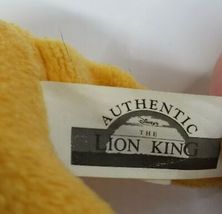 AUTHENTIC
Disney's
THE
LION KING